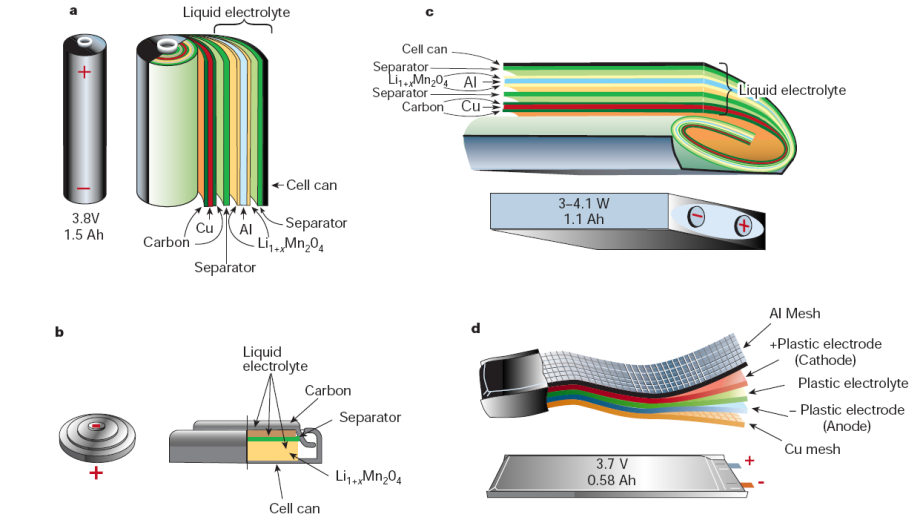 a
Liquid electrolyte
+
–
3.8V
1.5 Ah
Cell can
Separator
Cu
Al
Carbon
Li1+xMn2O4
Separator
b
Liquid
electrolyte
Carbon
Separator
Li1+xMn2O4
Cell can
–
+
c
Cell can
Separator
Li1+xMn2O4 Al
Separator
Carbon Cu
Liquid electrolyte
3–4.1 W
1.1 Ah
–
+
d
Al Mesh
+Plastic electrode
(Cathode)
Plastic electrolyte
– Plastic electrode
(Anode)
Cu mesh
3.7 V
0.58 Ah
+
-